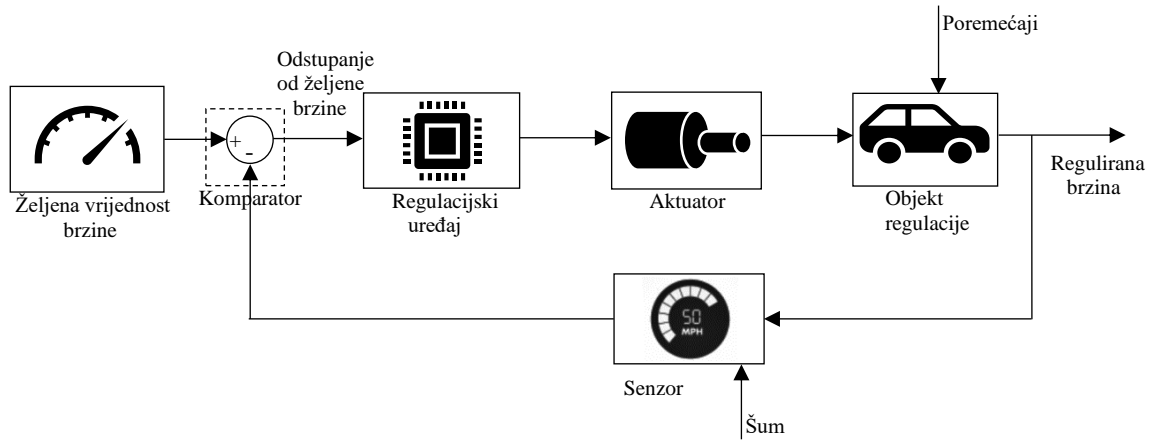 Poremećaji
Odstupanje
od željene
brzine
+
-
Željena vrijednost
brzine
Komparator
Regulacijski
uređaj
Aktuator
Objekt
regulacije
Regulirana
brzina
50
MPH
Senzor
Šum